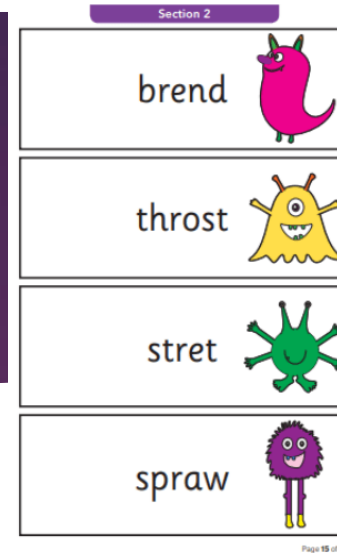 Section 2
brend
throst
stret
spraw
Page 15 of